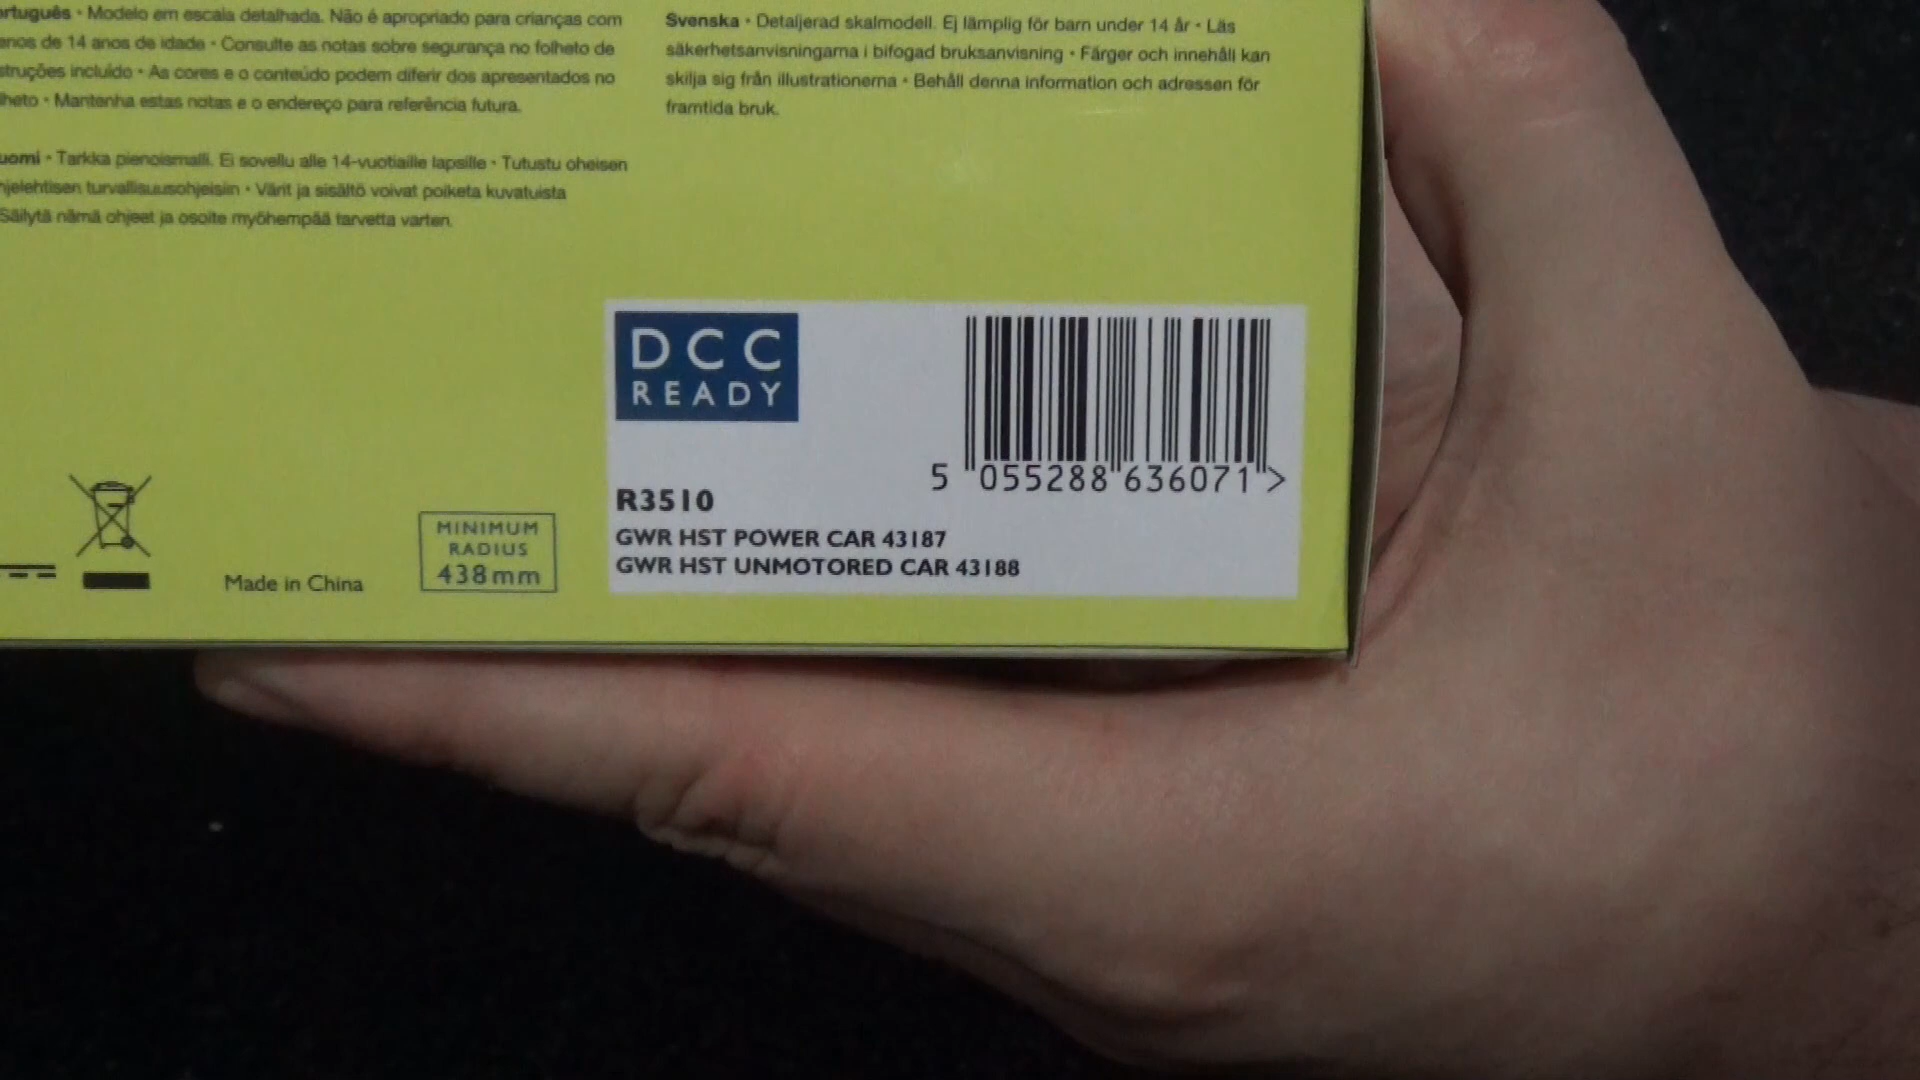 rtuguês • Modelo em escala detalhada. Não é apropriado para crianças com
anos de 14 anos de idade • Consulte as notas sobre segurança no folheto de
struções incluído • As cores e o conteúdo podem diferir dos apresentados no
lheto • Mantenha estas notas e o endereço para referência futura.
uomi • Tarkka pienoismalli. Ei sovellu alle 14-vuotiaille lapsille • Tutustu oheisen
hjelehtisen turvallisuusohjeisiin • Värit ja sisältö voivat poiketa kuvatuista
Säilytä nämä ohjeet ja osoite myöhempää tarvetta varten.
Svenska • Detaljerad skalmodell. Ej lämplig för barn under 14 år • Läs
säkerhetsanvisningarna i bifogad bruksanvisning • Färger och innehåll kan
skilja sig från illustrationerna • Behåll denna information och adressen för
framtida bruk.
DCC
READY
5 055288 636071 >
R3510
GWR HST POWER CAR 43187
GWR HST UNMOTORED CAR 43188
MINIMUM
RADIUS
438mm
Made in China